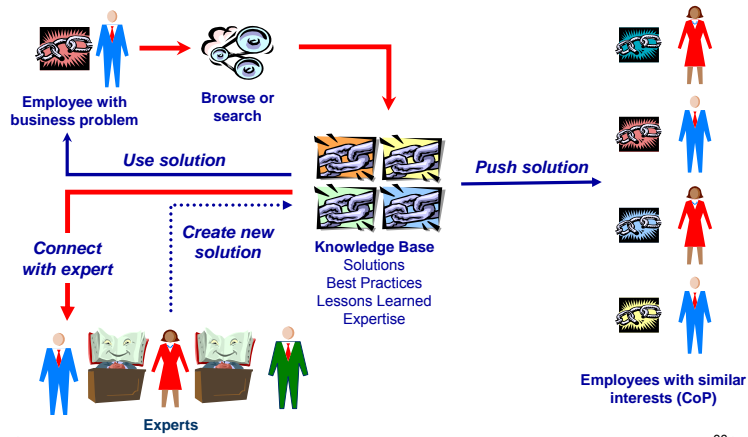 Employee with
business problem
Browse or
search
Use solution
Push solution
Connect
with expert
Create new
solution
Knowledge Base
Solutions
Best Practices
Lessons Learned
Expertise
Experts
Employees with similar
interests (CoP)